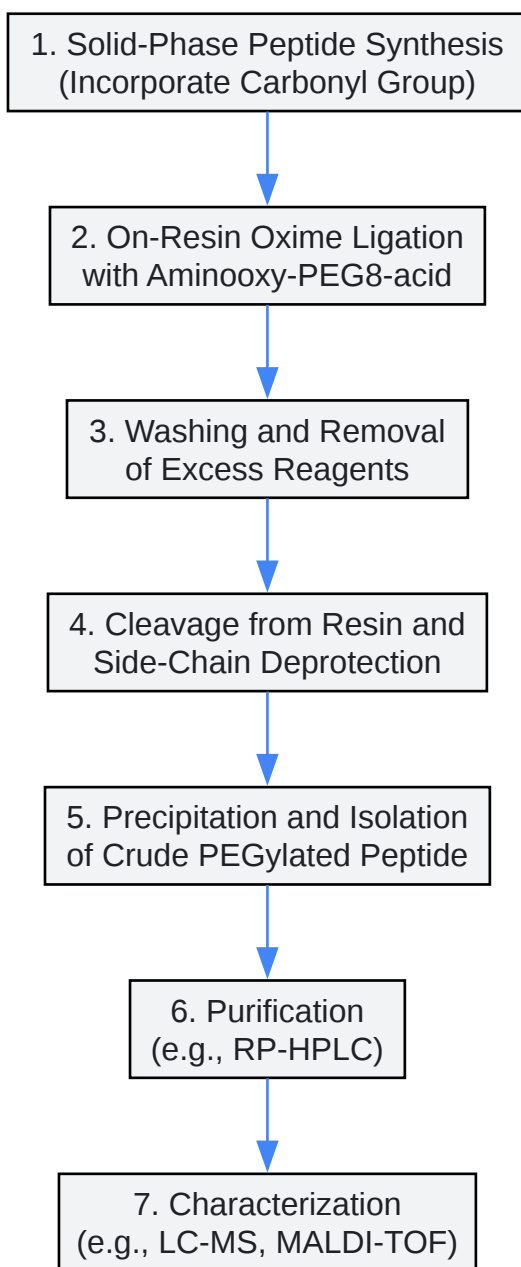 1. Solid-Phase Peptide Synthesis
(Incorporate Carbonyl Group)
2. On-Resin Oxime Ligation
with Aminooxy-PEG8-acid
3. Washing and Removal
of Excess Reagents
4. Cleavage from Resin and
Side-Chain Deprotection
5. Precipitation and Isolation
of Crude PEGylated Peptide
6. Purification
(e.g., RP-HPLC)
7. Characterization
(e.g., LC-MS, MALDI-TOF)